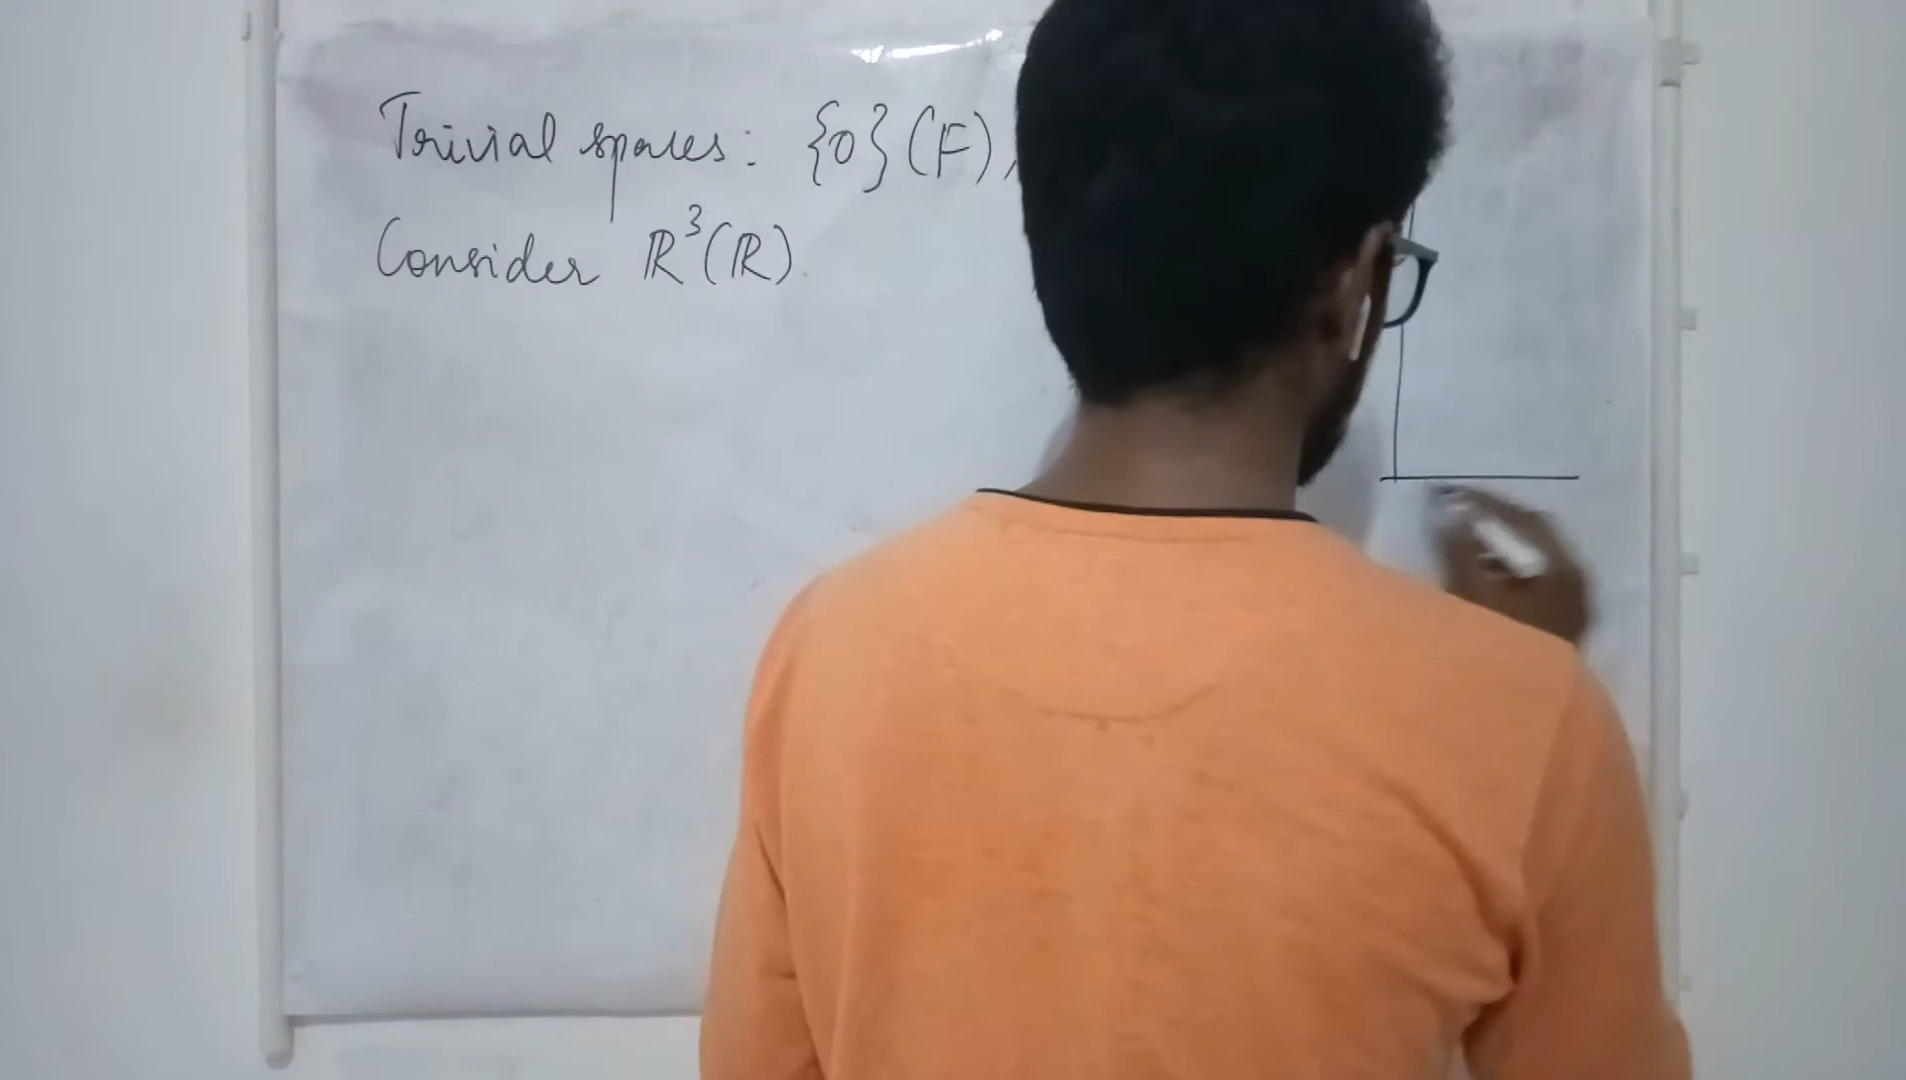 Trivial spaces: {0}(F),
Consider ℝ³(ℝ).